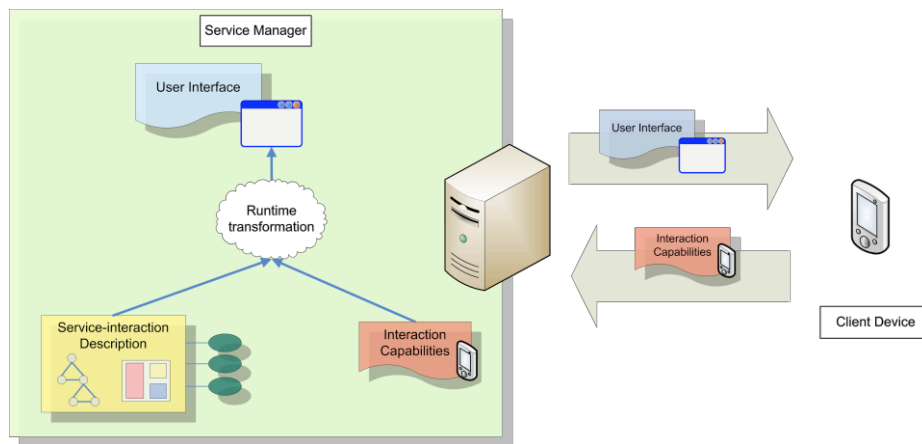 Service Manager
User Interface
User Interface
Runtime
transformation
Interaction
Capabilities
Service-interaction
Description
Interaction
Capabilities
Client Device